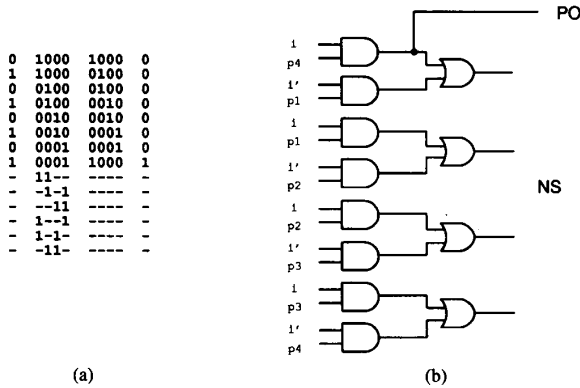 0 1000 1000 0
1 1000 0100 0
0 0100 0100 0
1 0100 0010 0
0 0010 0010 0
1 0010 0001 0
0 0001 0001 0
1 0001 1000 1
- 11-- ---- -
- -1-1 ---- -
- --11 ---- -
- 1--1 ---- -
- 1-1- ---- -
- -11- ---- -
(a)
PO
i
p4
i'
p1
i
p1
i'
p2
NS
i
p2
i'
p3
i
p3
i'
p4
(b)